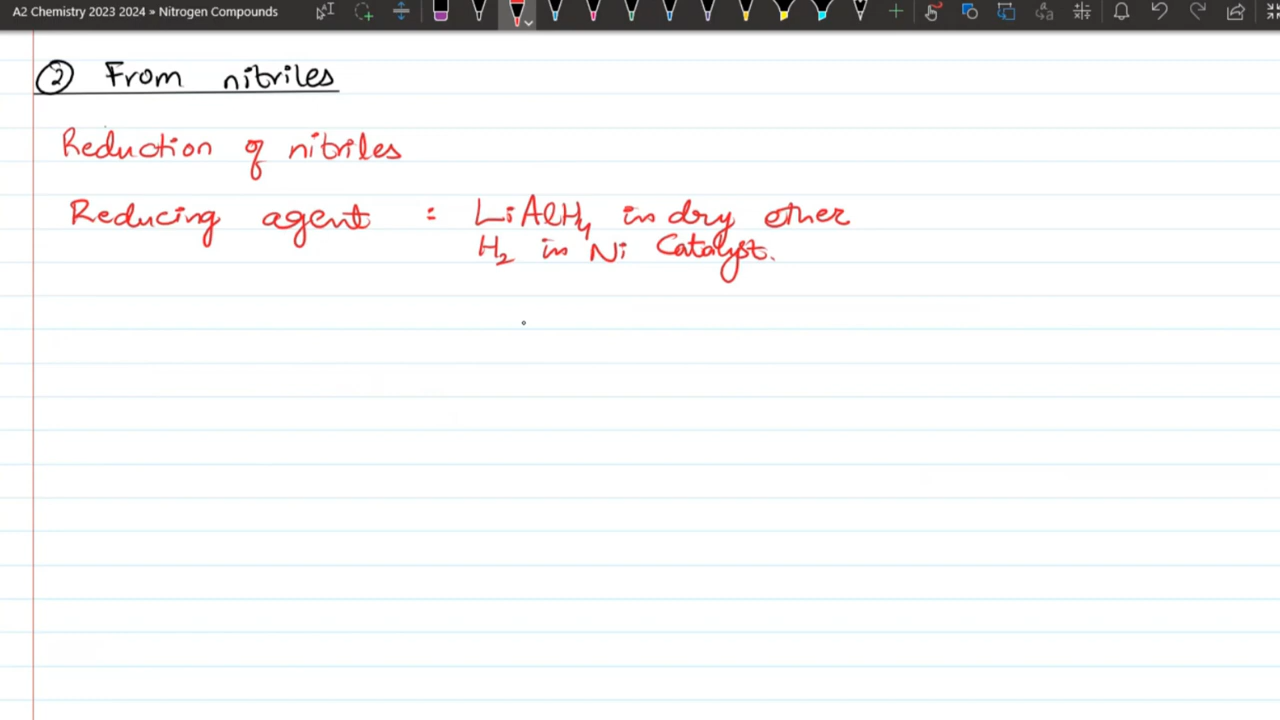 A2 Chemistry 2023 2024 » Nitrogen Compounds
② From nitriles
Reduction of nitriles
Reducing agent : LiAlH₄ in dry ether
H₂ in Ni Catalyst.